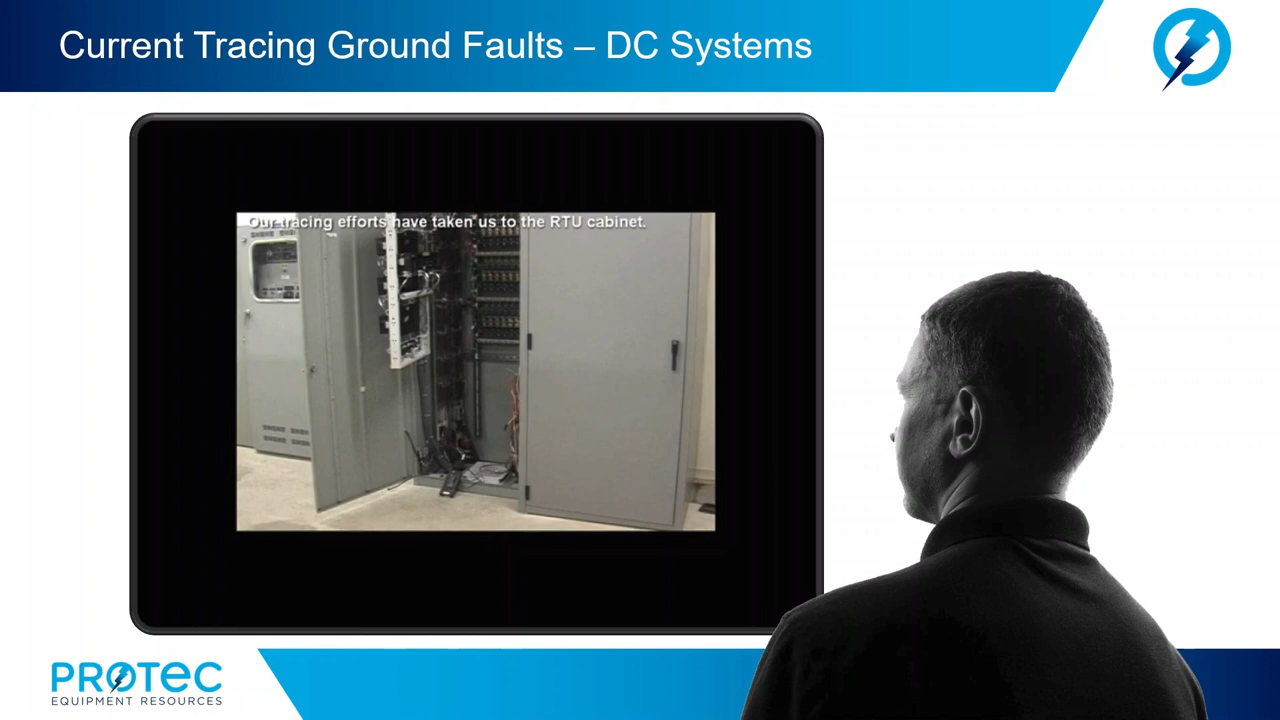 Current Tracing Ground Faults – DC Systems
Our tracing efforts have taken us to the RTU cabinet.
PROTEC
EQUIPMENT RESOURCES